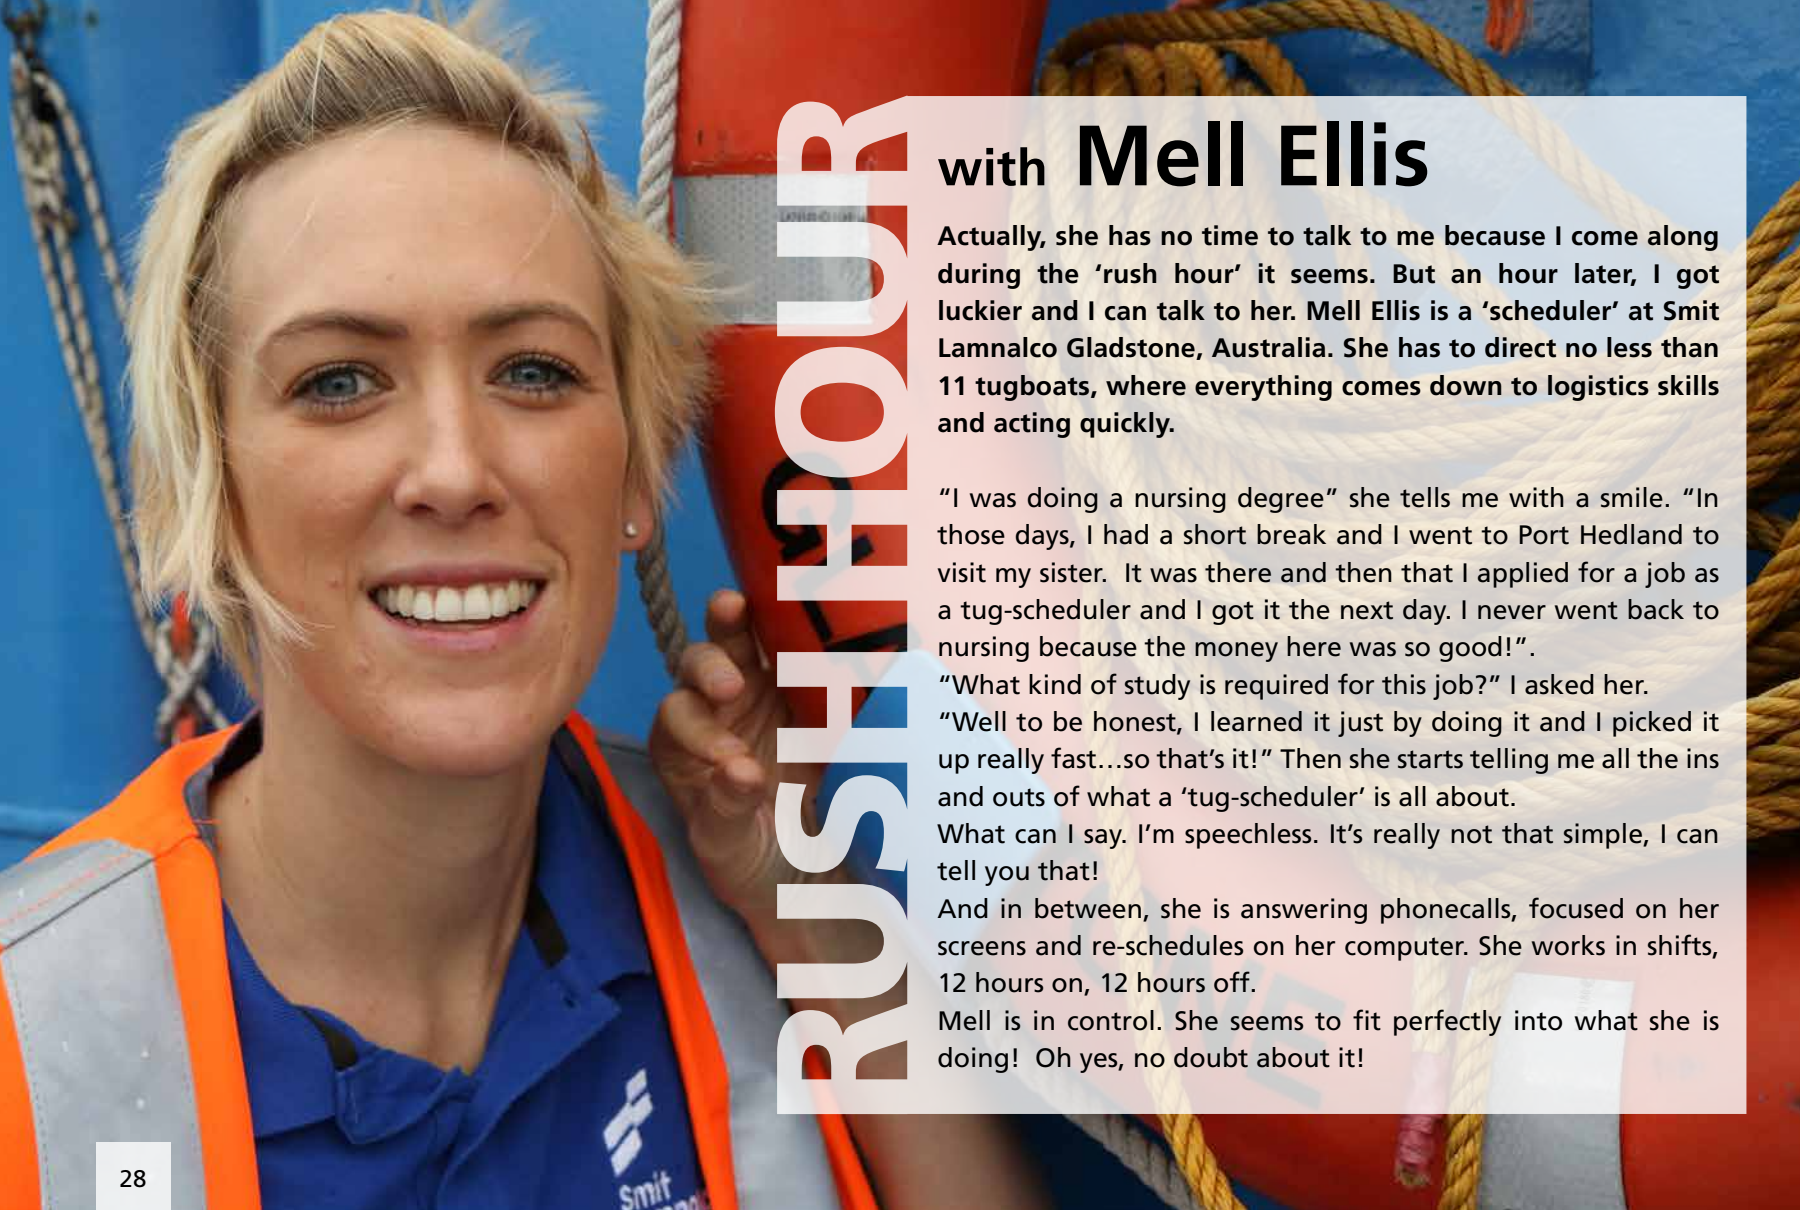 RUSH HOUR
with Mell Ellis
Actually, she has no time to talk to me because I come along
during the ‘rush hour’ it seems. But an hour later, I got
luckier and I can talk to her. Mell Ellis is a ‘scheduler’ at Smit
Lamnalco Gladstone, Australia. She has to direct no less than
11 tugboats, where everything comes down to logistics skills
and acting quickly.
“I was doing a nursing degree” she tells me with a smile. “In
those days, I had a short break and I went to Port Hedland to
visit my sister.  It was there and then that I applied for a job as
a tug-scheduler and I got it the next day. I never went back to
nursing because the money here was so good!”.
“What kind of study is required for this job?” I asked her.
“Well to be honest, I learned it just by doing it and I picked it
up really fast…so that’s it!” Then she starts telling me all the ins
and outs of what a ‘tug-scheduler’ is all about.
What can I say. I’m speechless. It’s really not that simple, I can
tell you that!
And in between, she is answering phonecalls, focused on her
screens and re-schedules on her computer. She works in shifts,
12 hours on, 12 hours off.
Mell is in control. She seems to fit perfectly into what she is
doing!  Oh yes, no doubt about it!
Smit
28